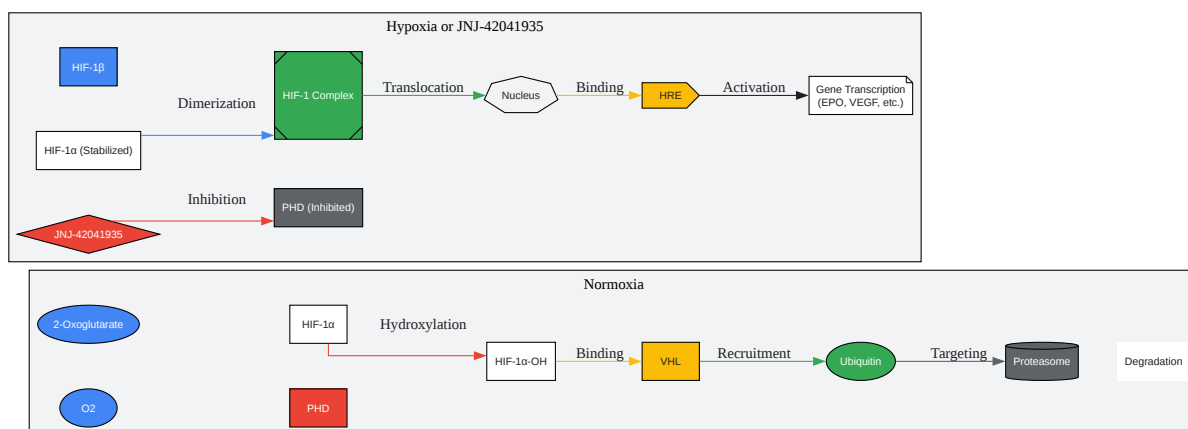 Hypoxia or JNJ-42041935
HIF-1β
Dimerization
HIF-1 Complex
Translocation
Nucleus
Binding
HRE
Activation
Gene Transcription
(EPO, VEGF, etc.)
HIF-1α (Stabilized)
Inhibition
PHD (Inhibited)
JNJ-42041935
Normoxia
2-Oxoglutarate
HIF-1α
Hydroxylation
HIF-1α-OH
Binding
VHL
Recruitment
Ubiquitin
Targeting
Proteasome
Degradation
O2
PHD